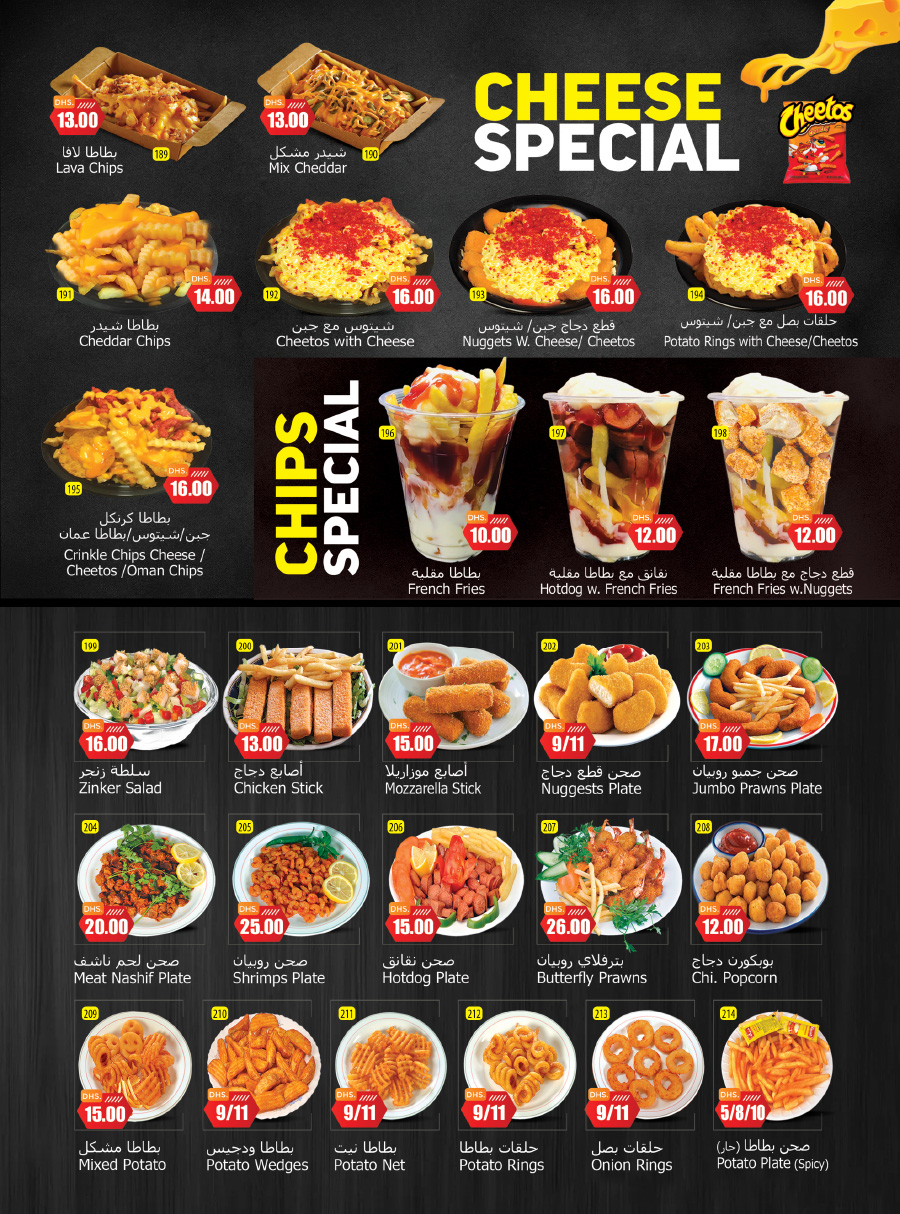 CHEESE
SPECIAL
Cheetos
DHS.
13.00
189
بطاطا لافا
Lava Chips
DHS.
13.00
190
شيدر مشكل
Mix Cheddar
191
DHS.
14.00
بطاطا شيدر
Cheddar Chips
192
DHS.
16.00
شيتوس مع جبن
Cheetos with Cheese
193
DHS.
16.00
قطع دجاج جبن/ شيتوس
Nuggets W. Cheese/ Cheetos
194
DHS.
16.00
حلقات بصل مع جبن/ شيتوس
Potato Rings with Cheese/Cheetos
195
DHS.
16.00
بطاطا كرنكل
جبن/شيتوس/بطاطا عمان
Crinkle Chips Cheese /
Cheetos /Oman Chips
CHIPS
SPECIAL
196
DHS.
10.00
بطاطا مقلية
French Fries
197
DHS.
12.00
نقانق مع بطاطا مقلية
Hotdog w. French Fries
198
DHS.
12.00
قطع دجاج مع بطاطا مقلية
French Fries w.Nuggets
199
DHS.
16.00
سلطة زنجر
Zinker Salad
200
DHS.
13.00
أصابع دجاج
Chicken Stick
201
DHS.
15.00
أصابع موزاريلا
Mozzarella Stick
202
DHS.
9/11
صحن قطع دجاج
Nuggests Plate
203
DHS.
17.00
صحن جمبو روبيان
Jumbo Prawns Plate
204
DHS.
20.00
صحن لحم ناشف
Meat Nashif Plate
205
DHS.
25.00
صحن روبيان
Shrimps Plate
206
DHS.
15.00
صحن نقانق
Hotdog Plate
207
DHS.
26.00
بترفلاي روبيان
Butterfly Prawns
208
DHS.
12.00
بوبكورن دجاج
Chi. Popcorn
209
DHS.
15.00
بطاطا مشكل
Mixed Potato
210
DHS.
9/11
بطاطا ودجيس
Potato Wedges
211
DHS.
9/11
بطاطا نيت
Potato Net
212
DHS.
9/11
حلقات بطاطا
Potato Rings
213
DHS.
9/11
حلقات بصل
Onion Rings
214
DHS.
5/8/10
صحن بطاطا (حار)
Potato Plate (Spicy)